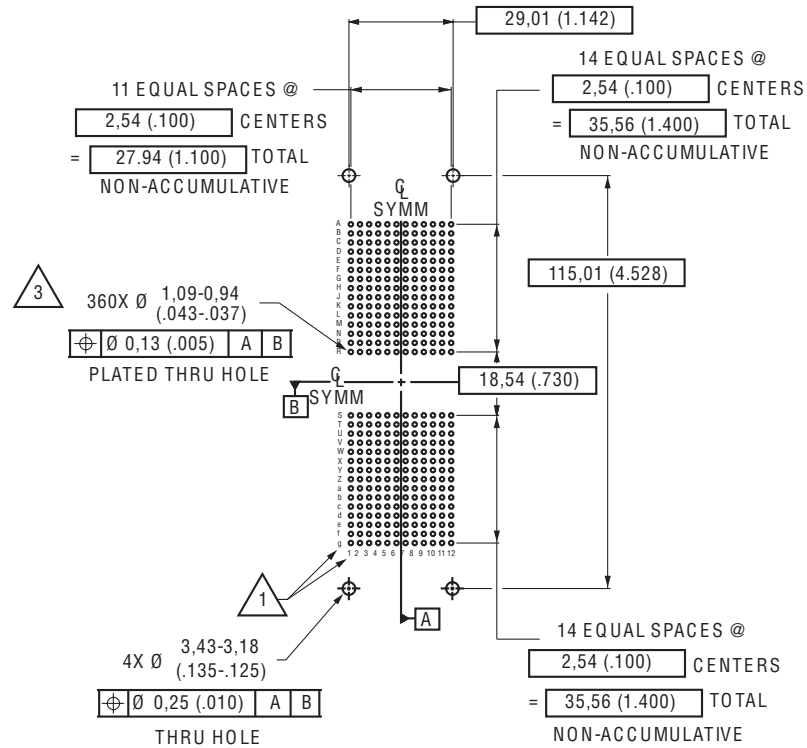 29,01 (1.142)
11 EQUAL SPACES @
2,54 (.100) CENTERS
= 27.94 (1.100) TOTAL
NON-ACCUMULATIVE
14 EQUAL SPACES @
2,54 (.100) CENTERS
= 35,56 (1.400) TOTAL
NON-ACCUMULATIVE
CL
SYMM
A
B
C
D
E
F
G
H
J
K
L
M
N
R
115,01 (4.528)
3
360X Ø 1,09-0,94
(.043-.037)
⌖ Ø 0,13 (.005) A B
PLATED THRU HOLE
CL
SYMM
B
18,54 (.730)
S
T
U
V
W
X
Y
Z
a
b
c
d
e
f
g
1 2 3 4 5 6 7 8 9 10 11 12
1
A
4X Ø 3,43-3,18
(.135-.125)
⌖ Ø 0,25 (.010) A B
THRU HOLE
14 EQUAL SPACES @
2,54 (.100) CENTERS
= 35,56 (1.400) TOTAL
NON-ACCUMULATIVE